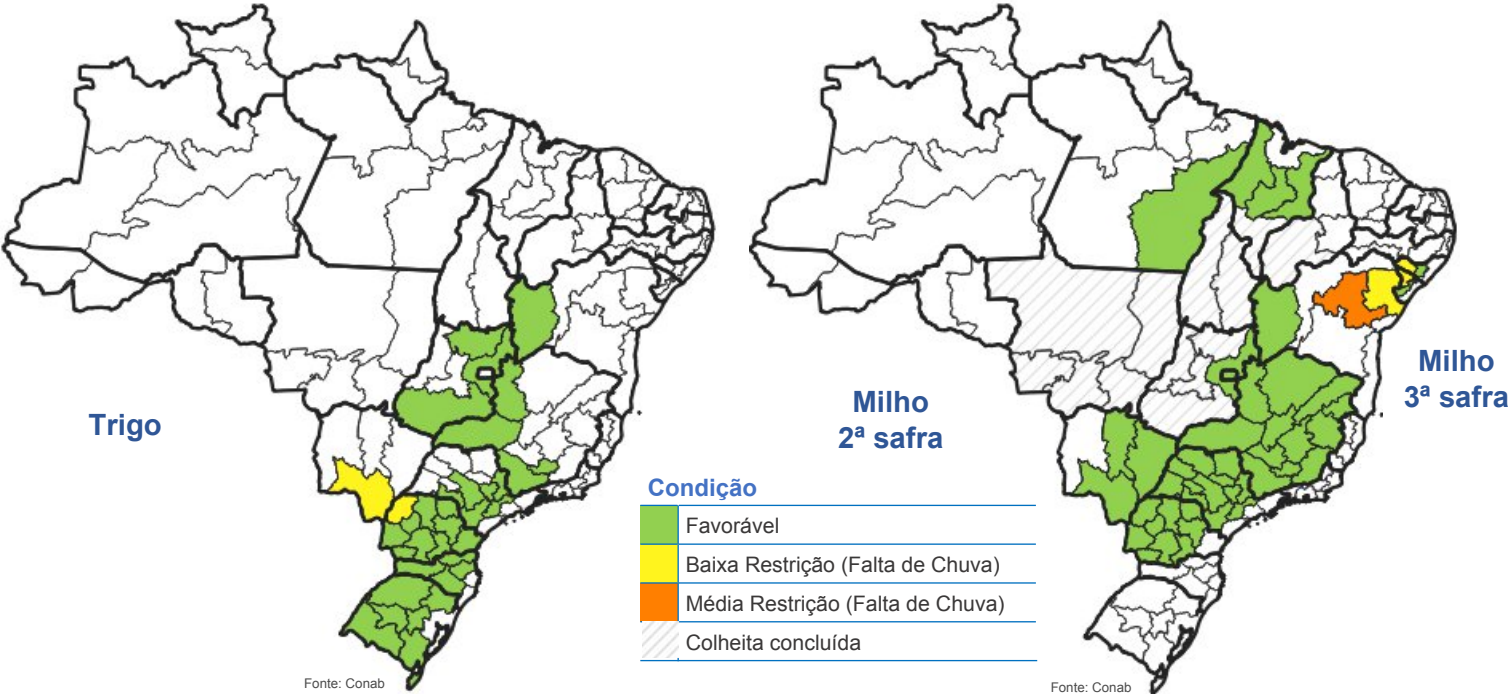 Trigo
Milho
2ª safra
Milho
3ª safra
Condição
Favorável
Baixa Restrição (Falta de Chuva)
Média Restrição (Falta de Chuva)
Colheita concluída
Fonte: Conab
Fonte: Conab